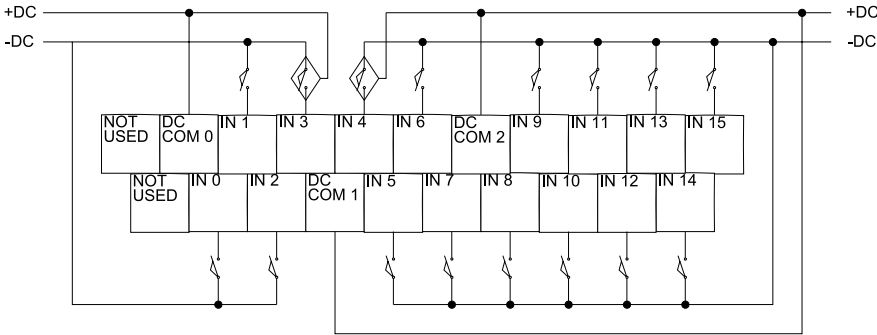 +DC
+DC
-DC
-DC
NOT
USED
DC
COM 0
IN 1
IN 3
IN 4
IN 6
DC
COM 2
IN 9
IN 11
IN 13
IN 15
NOT
USED
IN 0
IN 2
DC
COM 1
IN 5
IN 7
IN 8
IN 10
IN 12
IN 14